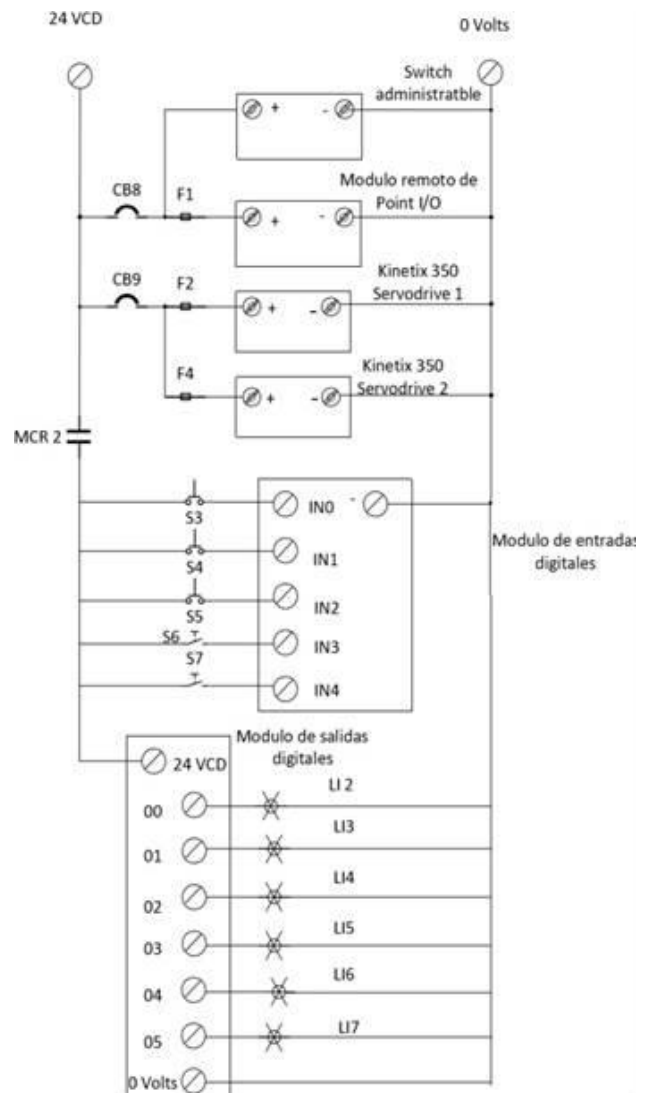 24 VCD
0 Volts
Switch
administratble
+ -
CB8
F1
Modulo remoto de
Point I/O
+ -
CB9
F2
Kinetix 350
Servodrive 1
+ -
F4
Kinetix 350
Servodrive 2
+ -
MCR 2
S3
IN0 -
S4
IN1
Modulo de entradas
digitales
S5
IN2
S6
IN3
S7
IN4
Modulo de salidas
digitales
24 VCD
LI 2
00
LI3
01
LI4
02
LI5
03
LI6
04
LI7
05
0 Volts